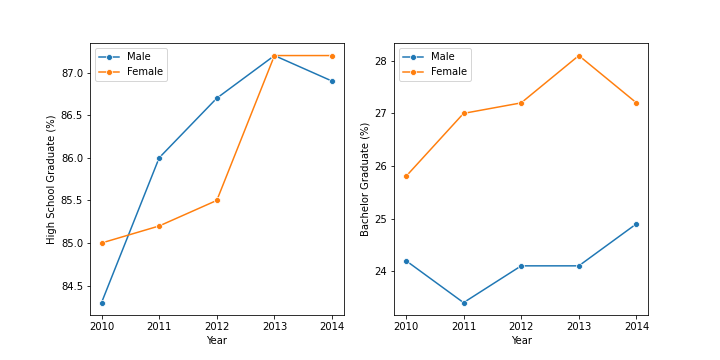 Male
Female
High School Graduate (%)
87.0
86.5
86.0
85.5
85.0
84.5
2010 2011 2012 2013 2014
Year
Male
Female
Bachelor Graduate (%)
28
27
26
25
24
2010 2011 2012 2013 2014
Year